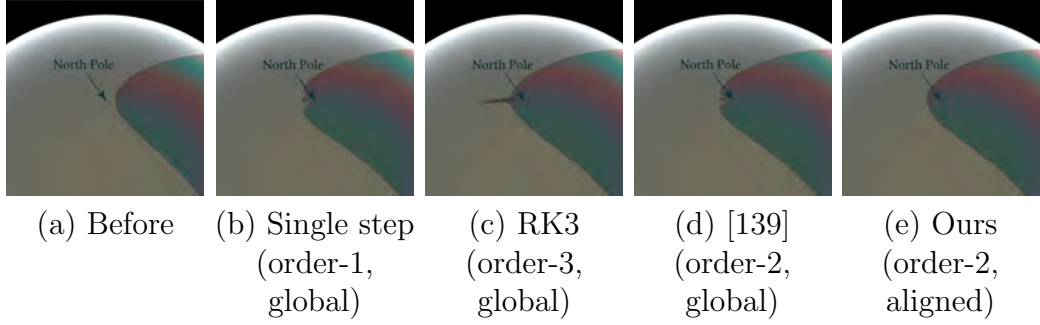 North Pole
North Pole
North Pole
North Pole
North Pole
(a) Before
(b) Single step
(order-1,
global)
(c) RK3
(order-3,
global)
(d) [139]
(order-2,
global)
(e) Ours
(order-2,
aligned)